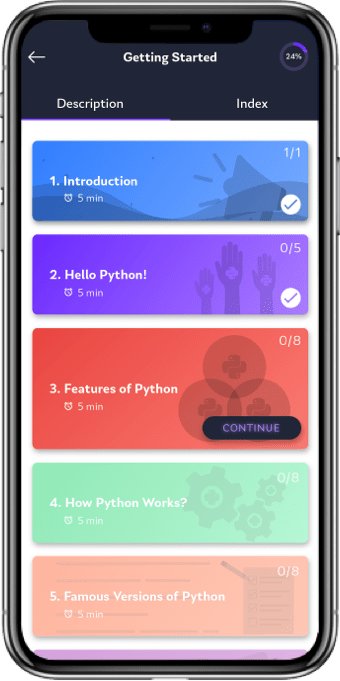 Getting Started
24%
Description
Index
1/1
1. Introduction
5 min
0/5
2. Hello Python!
5 min
0/8
3. Features of Python
5 min
CONTINUE
0/8
4. How Python Works?
5 min
0/8
5. Famous Versions of Python
5 min